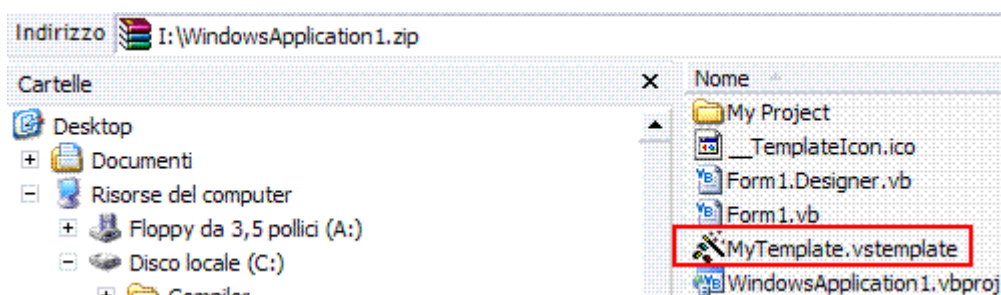 Indirizzo I:\WindowsApplication1.zip
Cartelle
Desktop
Documenti
Risorse del computer
Floppy da 3,5 pollici (A:)
Disco locale (C:)
Compiler
Nome
My Project
__TemplateIcon.ico
Form1.Designer.vb
Form1.vb
MyTemplate.vstemplate
WindowsApplication1.vbproj